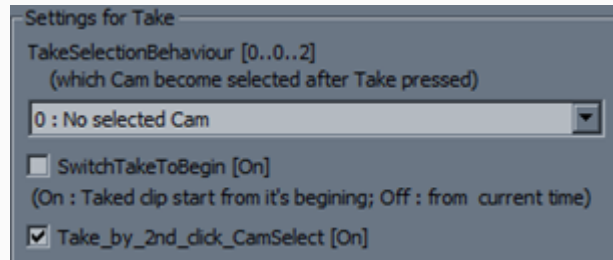 Settings for Take
TakeSelectionBehaviour [0..0..2]
(which Cam become selected after Take pressed)
0 : No selected Cam
SwitchTakeToBegin [On]
(On : Taked clip start from it's begining; Off : from current time)
Take_by_2nd_click_CamSelect [On]